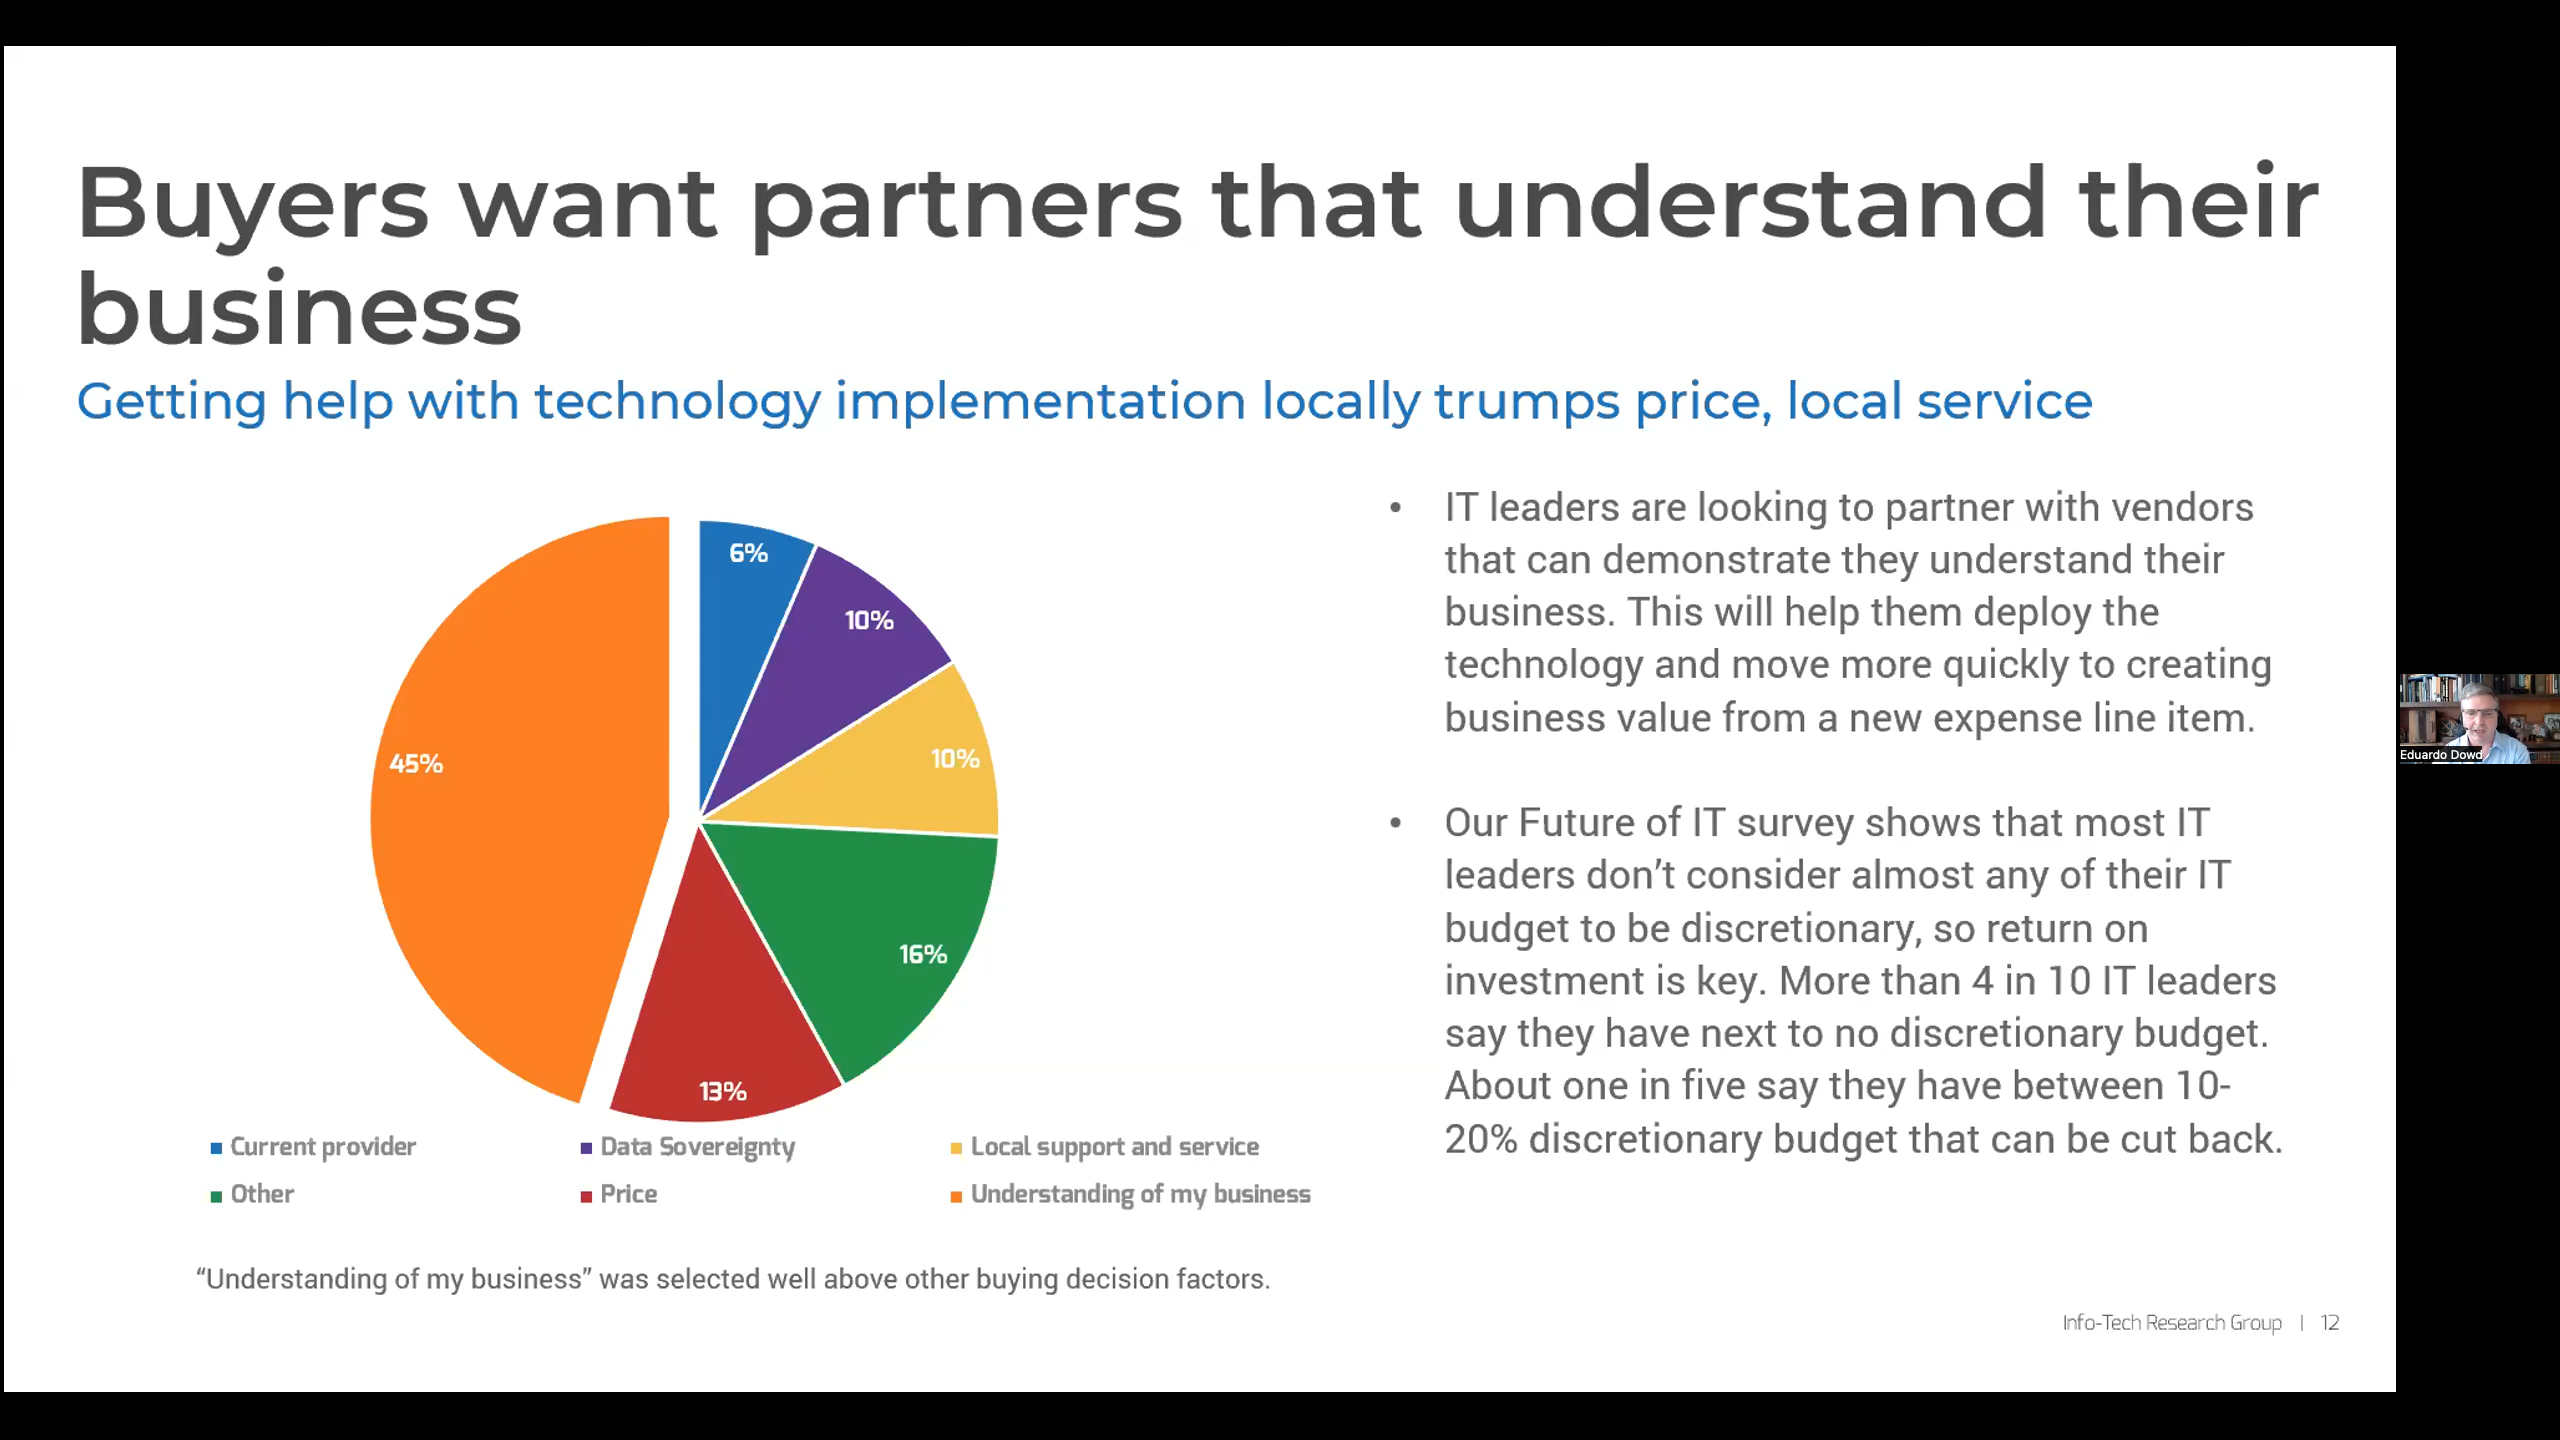 Buyers want partners that understand their
business
Getting help with technology implementation locally trumps price, local service
6%
10%
10%
16%
13%
45%
Current provider
Data Sovereignty
Local support and service
Other
Price
Understanding of my business
“Understanding of my business” was selected well above other buying decision factors.
• IT leaders are looking to partner with vendors
that can demonstrate they understand their
business. This will help them deploy the
technology and move more quickly to creating
business value from a new expense line item.
• Our Future of IT survey shows that most IT
leaders don’t consider almost any of their IT
budget to be discretionary, so return on
investment is key. More than 4 in 10 IT leaders
say they have next to no discretionary budget.
About one in five say they have between 10-
20% discretionary budget that can be cut back.
Info-Tech Research Group | 12
Eduardo Dowd